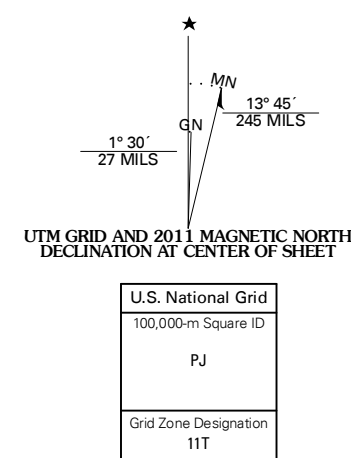 ★
. . . MN
GN
13° 45´
245 MILS
1° 30´
27 MILS
UTM GRID AND 2011 MAGNETIC NORTH
DECLINATION AT CENTER OF SHEET
U.S. National Grid
100,000-m Square ID
PJ
Grid Zone Designation
11T